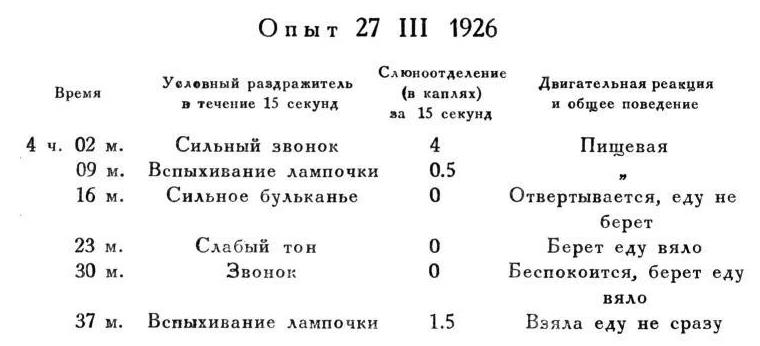 Опыт 27 III 1926
Время
Условный раздражитель
в течение 15 секунд
Слюноотделение
(в каплях)
за 15 секунд
Двигательная реакция
и общее поведение
4 ч. 02 м. Сильный звонок 4 Пищевая
09 м. Вспыхивание лампочки 0.5 „
16 м. Сильное бульканье 0 Отвертывается, еду не
берет
23 м. Слабый тон 0 Берет еду вяло
30 м. Звонок 0 Беспокоится, берет еду
вяло
37 м. Вспыхивание лампочки 1.5 Взяла еду не сразу